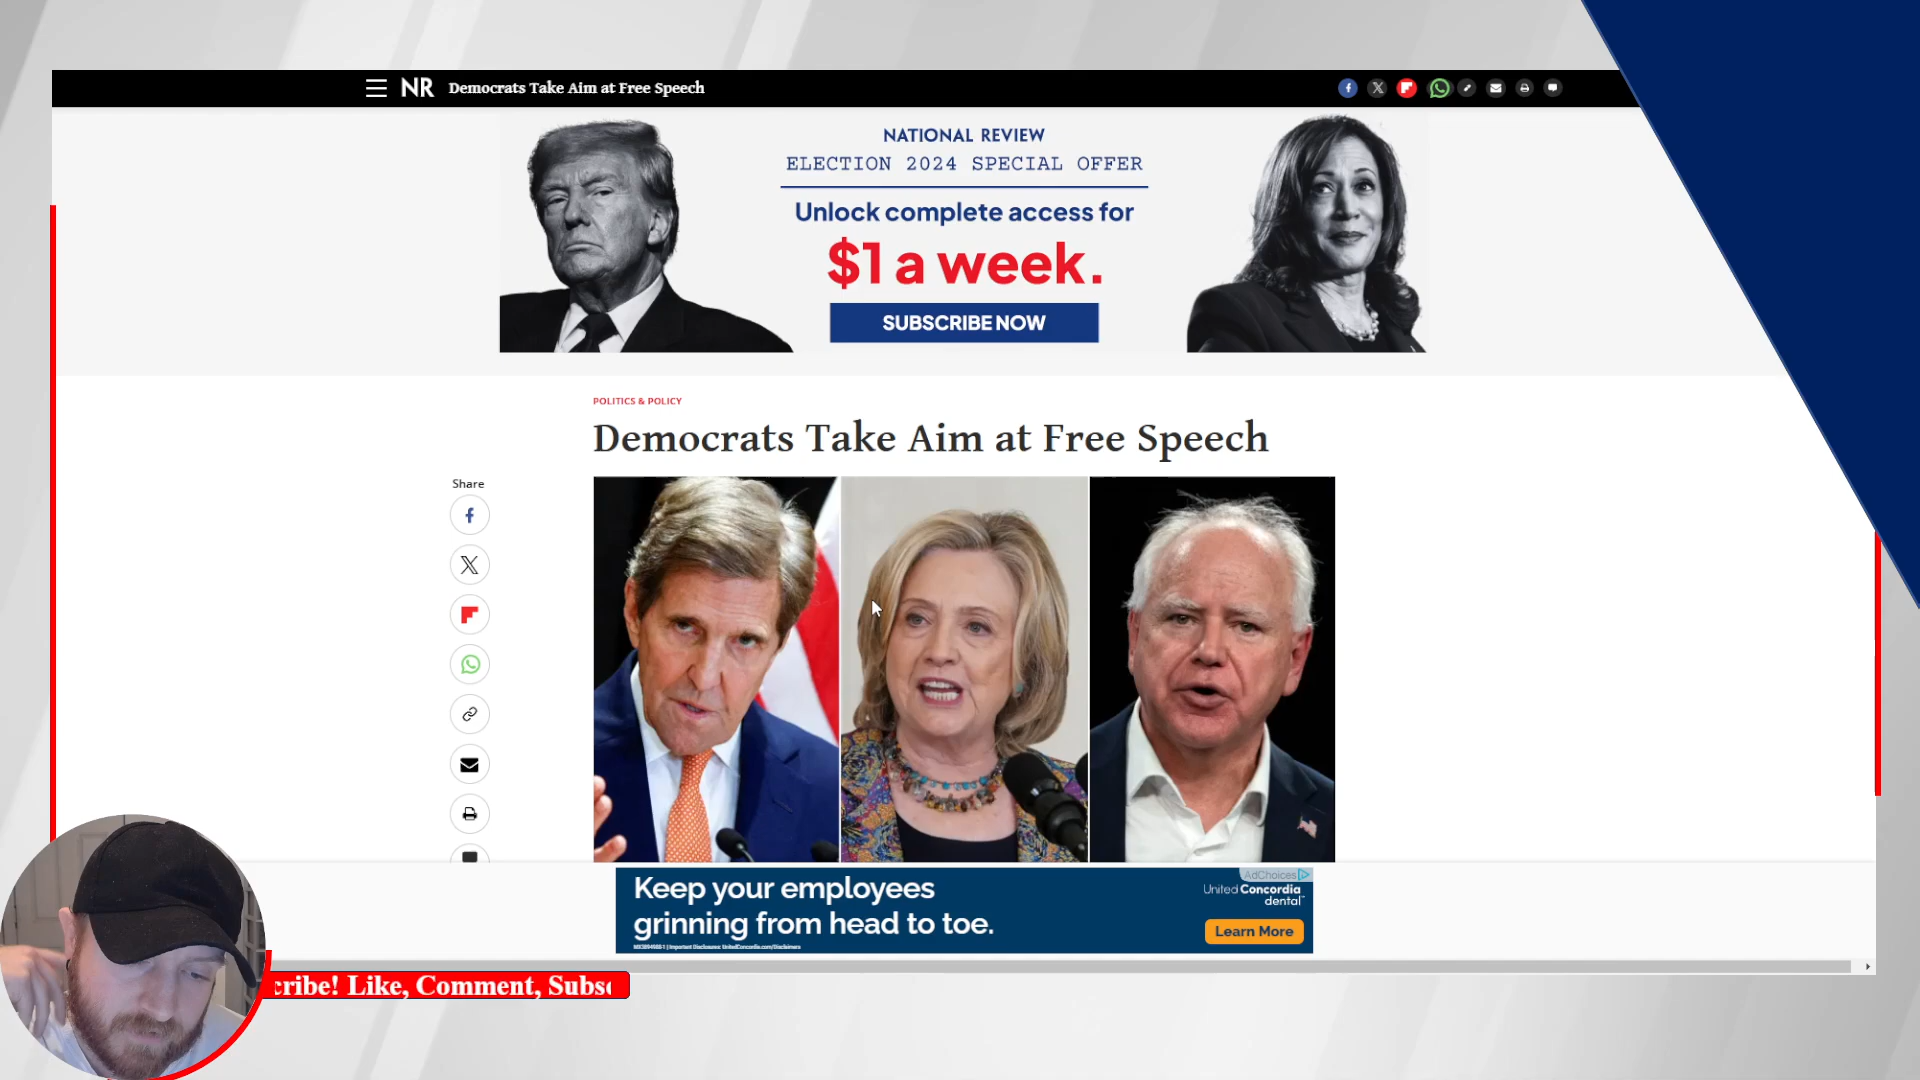 NR Democrats Take Aim at Free Speech
NATIONAL REVIEW
ELECTION 2024 SPECIAL OFFER
Unlock complete access for
$1 a week.
SUBSCRIBE NOW
POLITICS & POLICY
Democrats Take Aim at Free Speech
Share
Keep your employees
grinning from head to toe.
AdChoices
United Concordia
dental
Learn More
cribe! Like, Comment, Subsc